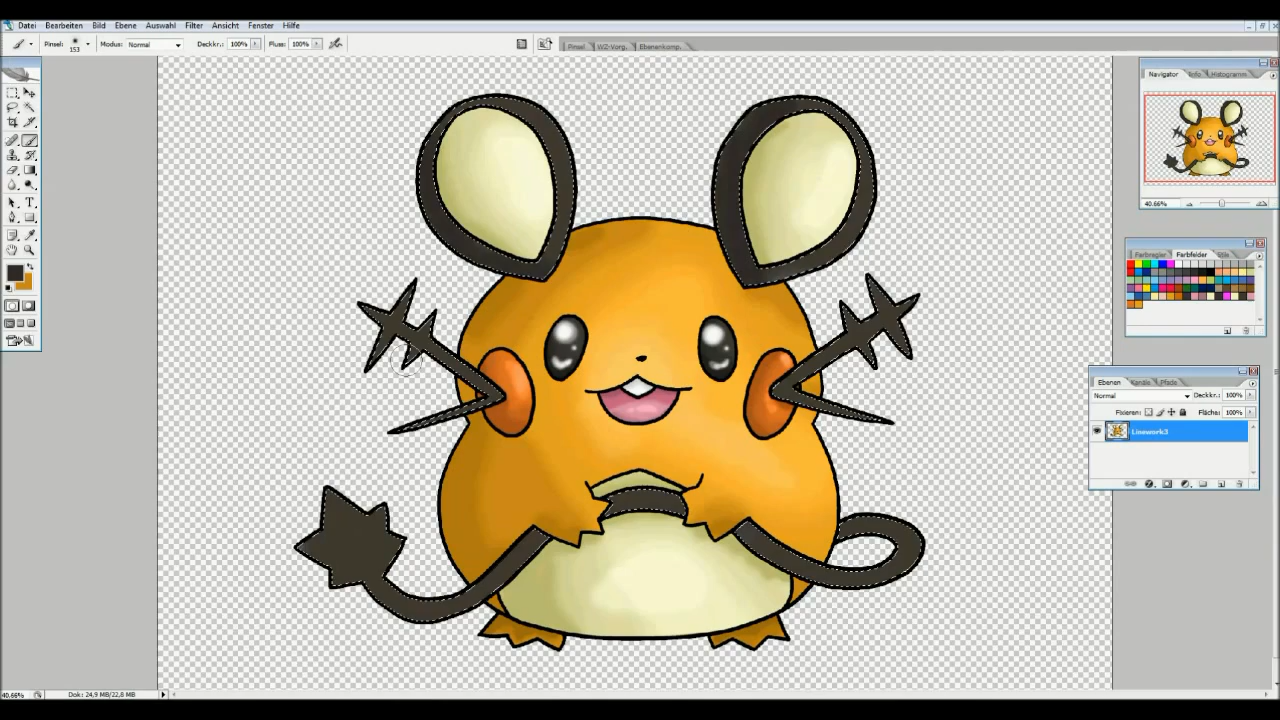 Datei Bearbeiten Bild Ebene Auswahl Filter Ansicht Fenster Hilfe
Pinsel: 153 Modus: Normal Deckkr.: 100% Fluss: 100% Pinsel WZ-Vorg. Ebenenkomp.
Navigator Info Histogramm
40.66%
Farbregler Farbfelder Stile
Ebenen Kanäle Pfade
Normal Deckkr.: 100%
Fixieren: Fläche: 100%
Linework3
40.66% Dok: 24,9 MB/22,8 MB